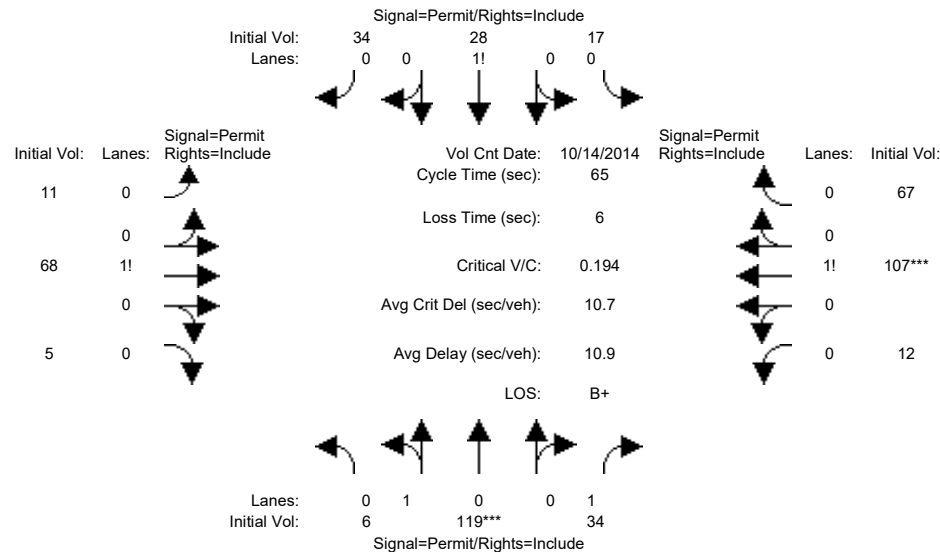 Signal=Permit/Rights=Include
Initial Vol: 34 28 17
Lanes: 0 0 1! 0 0
Signal=Permit Signal=Permit
Initial Vol: Lanes: Rights=Include Vol Cnt Date: 10/14/2014 Rights=Include Lanes: Initial Vol:
Cycle Time (sec): 65
11 0 0 67
Loss Time (sec): 6
0 0
68 1! Critical V/C: 0.194 1! 107***
0 Avg Crit Del (sec/veh): 10.7 0
5 0 Avg Delay (sec/veh): 10.9 0 12
LOS: B+
Lanes: 0 1 0 0 1
Initial Vol: 6 119*** 34
Signal=Permit/Rights=Include